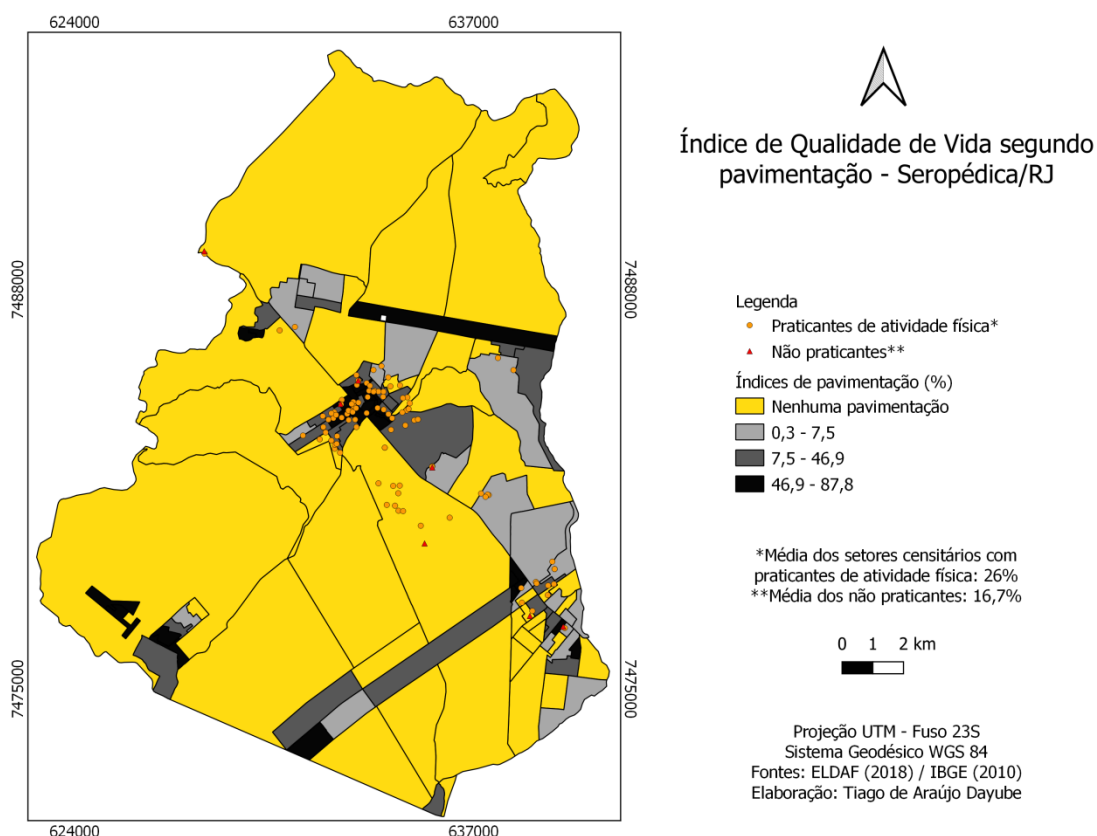 624000
637000
Índice de Qualidade de Vida segundo
pavimentação - Seropédica/RJ
7488000
7488000
Legenda
Praticantes de atividade física*
Não praticantes**
Índices de pavimentação (%)
Nenhuma pavimentação
0,3 - 7,5
7,5 - 46,9
46,9 - 87,8
*Média dos setores censitários com
praticantes de atividade física: 26%
**Média dos não praticantes: 16,7%
0 1 2 km
7475000
7475000
Projeção UTM - Fuso 23S
Sistema Geodésico WGS 84
Fontes: ELDAF (2018) / IBGE (2010)
Elaboração: Tiago de Araújo Dayube
624000
637000